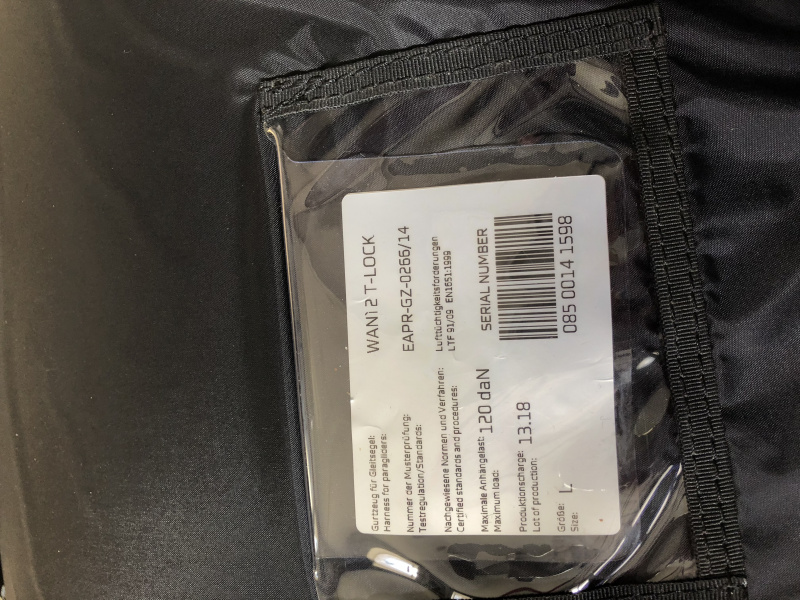 Gurtzeug für Gleitsegel: WANI 2 T-LOCK
Harness for paragliders:
Nummer der Musterprüfung: EAPR-GZ-0266/14
Testregulation/Standards:
Nachgewiesene Normen und Verfahren: Lufttüchtigkeitsforderungen
Certified standards and procedures: LTF 91/09 EN1651:1999
Maximale Anhängelast: 120 daN
Maximum load:
SERIAL NUMBER
Produktionscharge: 13.18
Lot of production:
085 0014 1598
Größe: L
Size: